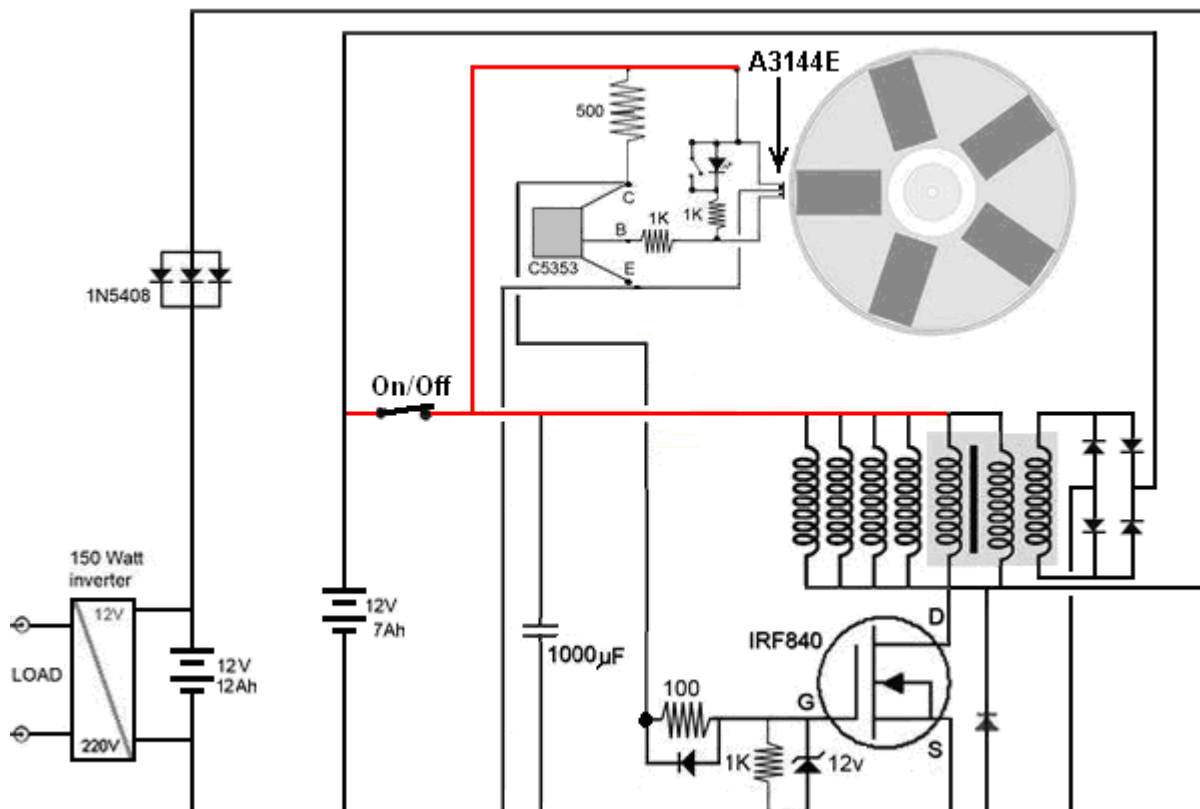 A3144E
500
C
1K
1K
B
C5353
E
1N5408
On/Off
150 Watt
inverter
12V
LOAD
220V
12V
12Ah
12V
7Ah
1000µF
D
IRF840
100
G
S
1K
12v